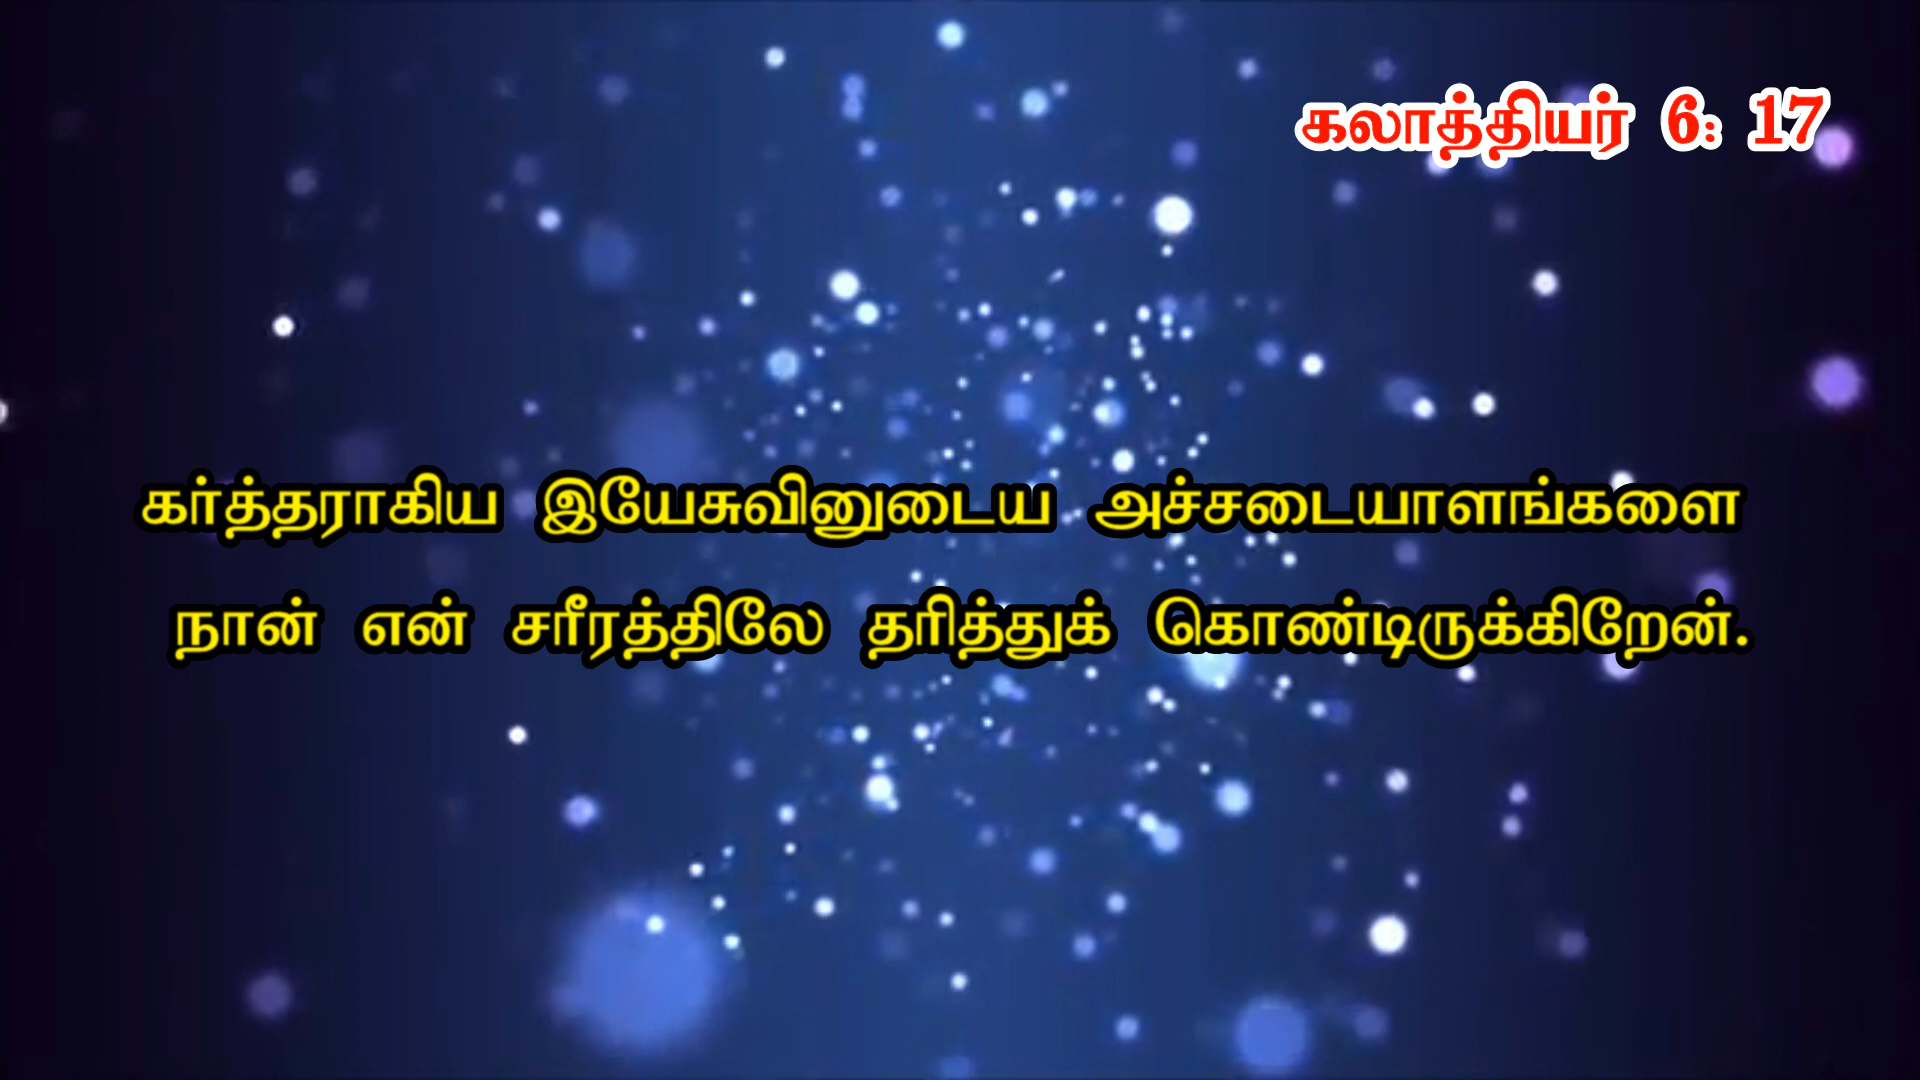 கலாத்தியர் 6: 17
கர்த்தராகிய இயேசுவினுடைய அச்சடையாளங்களை
நான் என் சரீரத்திலே தரித்துக் கொண்டிருக்கிறேன்.